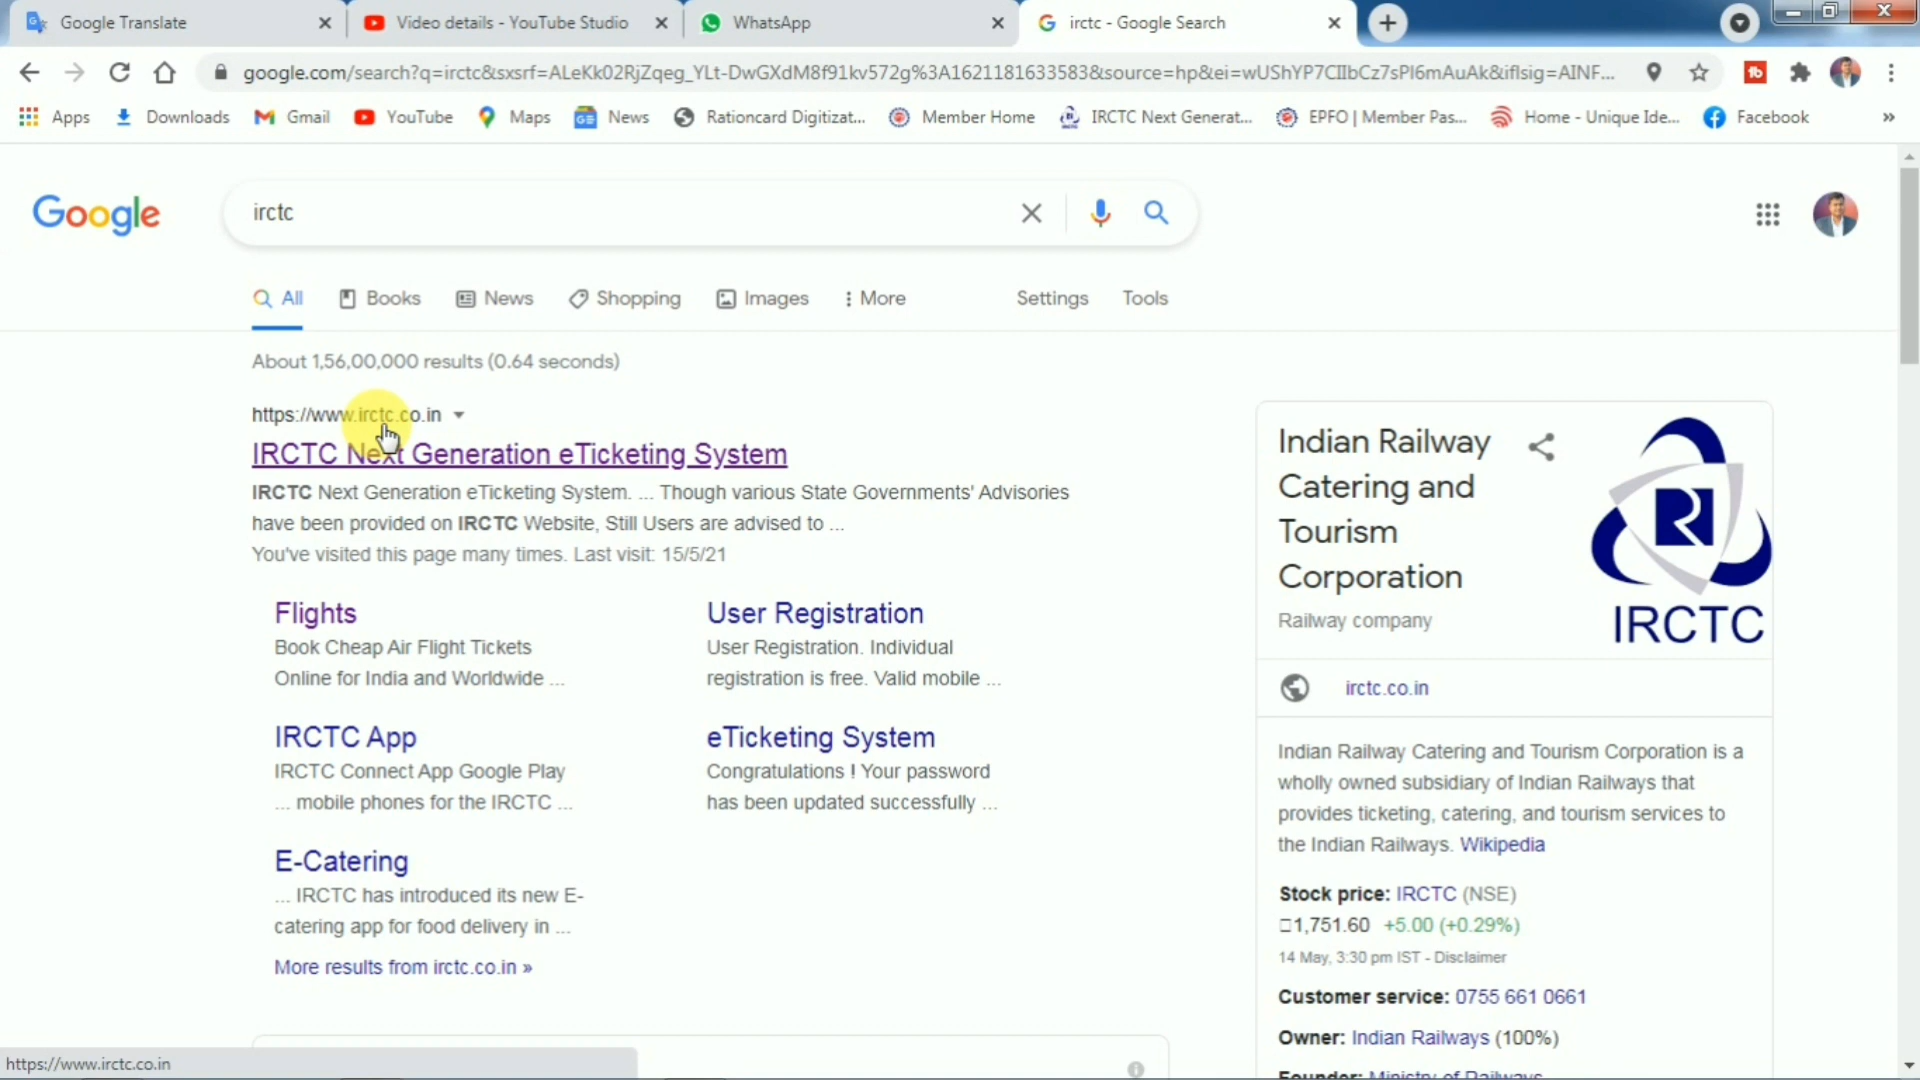 Google Translate
Video details - YouTube Studio
WhatsApp
irctc - Google Search
google.com/search?q=irctc&sxsrf=ALeKk02RjZqeg_YLt-DwGXdM8f91kv572g%3A1621181633583&source=hp&ei=wUShYP7CIIbCz7sPl6mAuAk&iflsig=AINF...
Apps
Downloads
Gmail
YouTube
Maps
News
Rationcard Digitizat...
Member Home
IRCTC Next Generat...
EPFO | Member Pas...
Home - Unique Ide...
Facebook
»
Google
irctc
All
Books
News
Shopping
Images
More
Settings
Tools
About 1,56,00,000 results (0.64 seconds)
https://www.irctc.co.in
IRCTC Next Generation eTicketing System
IRCTC Next Generation eTicketing System. ... Though various State Governments' Advisories
have been provided on IRCTC Website, Still Users are advised to ...
You've visited this page many times. Last visit: 15/5/21
Flights
Book Cheap Air Flight Tickets
Online for India and Worldwide ...
User Registration
User Registration. Individual
registration is free. Valid mobile ...
IRCTC App
IRCTC Connect App Google Play
... mobile phones for the IRCTC ...
eTicketing System
Congratulations ! Your password
has been updated successfully ...
E-Catering
... IRCTC has introduced its new E-
catering app for food delivery in ...
More results from irctc.co.in »
Indian Railway
Catering and
Tourism
Corporation
Railway company
IRCTC
irctc.co.in
Indian Railway Catering and Tourism Corporation is a
wholly owned subsidiary of Indian Railways that
provides ticketing, catering, and tourism services to
the Indian Railways. Wikipedia
Stock price: IRCTC (NSE)
□1,751.60 +5.00 (+0.29%)
14 May, 3:30 pm IST - Disclaimer
Customer service: 0755 661 0661
Owner: Indian Railways (100%)
Founder: Ministry of Railways
https://www.irctc.co.in